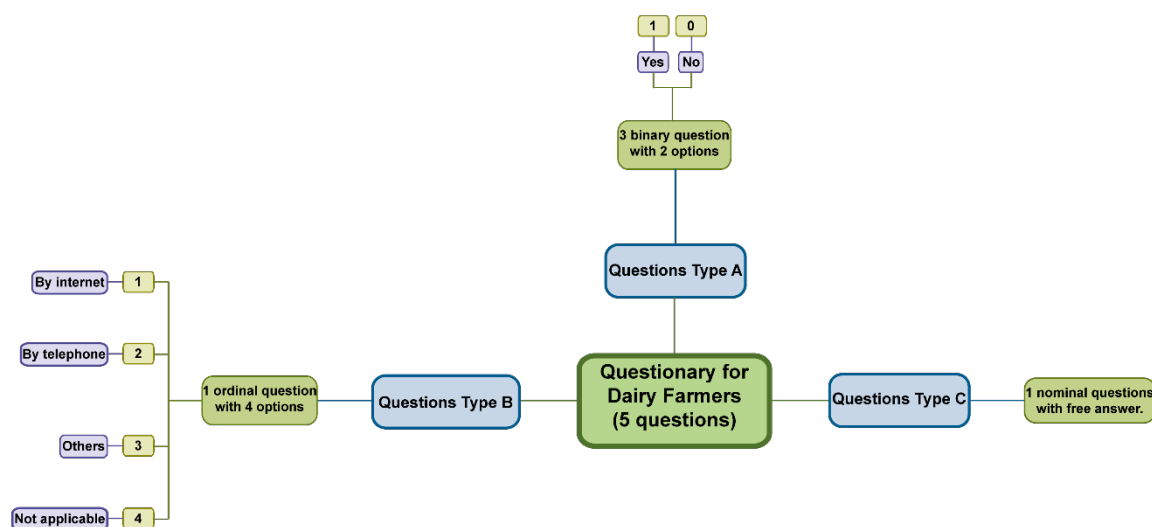 1 0
Yes No
3 binary question
with 2 options
Questions Type A
By internet 1
By telephone 2
Others 3
Not applicable 4
1 ordinal question
with 4 options
Questions Type B
Questionary for
Dairy Farmers
(5 questions)
Questions Type C
1 nominal questions
with free answer.